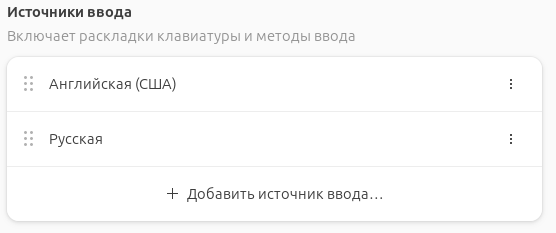 Источники ввода
Включает раскладки клавиатуры и методы ввода
Английская (США)
Русская
+ Добавить источник ввода…